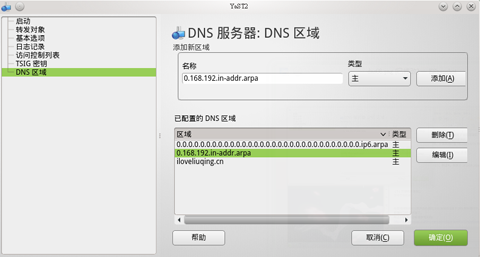 YaST2
启动
转发对象
基本选项
日志记录
访问控制列表
TSIG 密钥
DNS 区域
DNS 服务器: DNS 区域
添加新区域
名称
类型
0.168.192.in-addr.arpa
主
添加(A)
已配置的 DNS 区域
区域 类型
0.0.0.0.0.0.0.0.0.0.0.0.0.0.0.0.0.0.0.0.0.0.0.0.0.0.0.0.0.0.0.0.ip6.arpa 主
0.168.192.in-addr.arpa 主
iloveliuqing.cn 主
删除(T)
编辑(I)
帮助
取消(C)
确定(O)